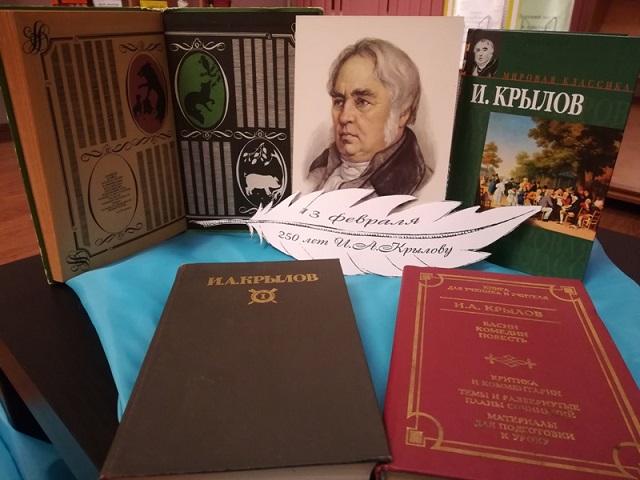 МИРОВАЯ КЛАССИКА
И. КРЫЛОВ
13 февраля
250 лет И.А.Крылову
И.А.КРЫЛОВ
1
КНИГА
ДЛЯ УЧЕНИКА И УЧИТЕЛЯ
И.А. КРЫЛОВ
БАСНИ
КОМЕДИИ
ПОВЕСТЬ
КРИТИКА
И КОММЕНТАРИИ
ТЕМЫ И РАЗВЕРНУТЫЕ
ПЛАНЫ СОЧИНЕНИЙ
МАТЕРИАЛЫ
ДЛЯ ПОДГОТОВКИ
К УРОКУ